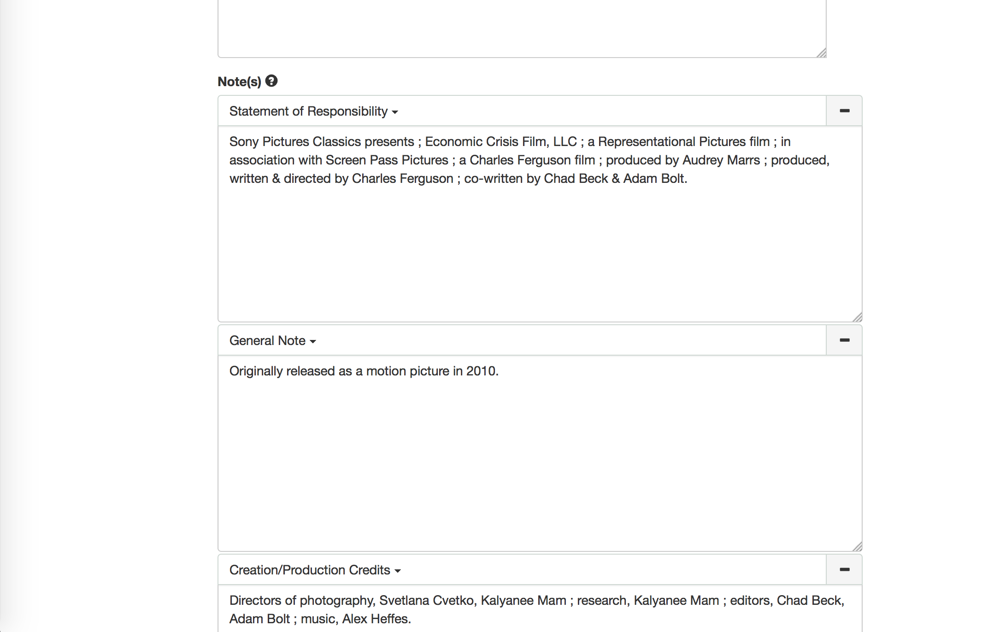 Note(s)
Statement of Responsibility
Sony Pictures Classics presents ; Economic Crisis Film, LLC ; a Representational Pictures film ; in
association with Screen Pass Pictures ; a Charles Ferguson film ; produced by Audrey Marrs ; produced,
written & directed by Charles Ferguson ; co-written by Chad Beck & Adam Bolt.
General Note
Originally released as a motion picture in 2010.
Creation/Production Credits
Directors of photography, Svetlana Cvetko, Kalyanee Mam ; research, Kalyanee Mam ; editors, Chad Beck,
Adam Bolt ; music, Alex Heffes.